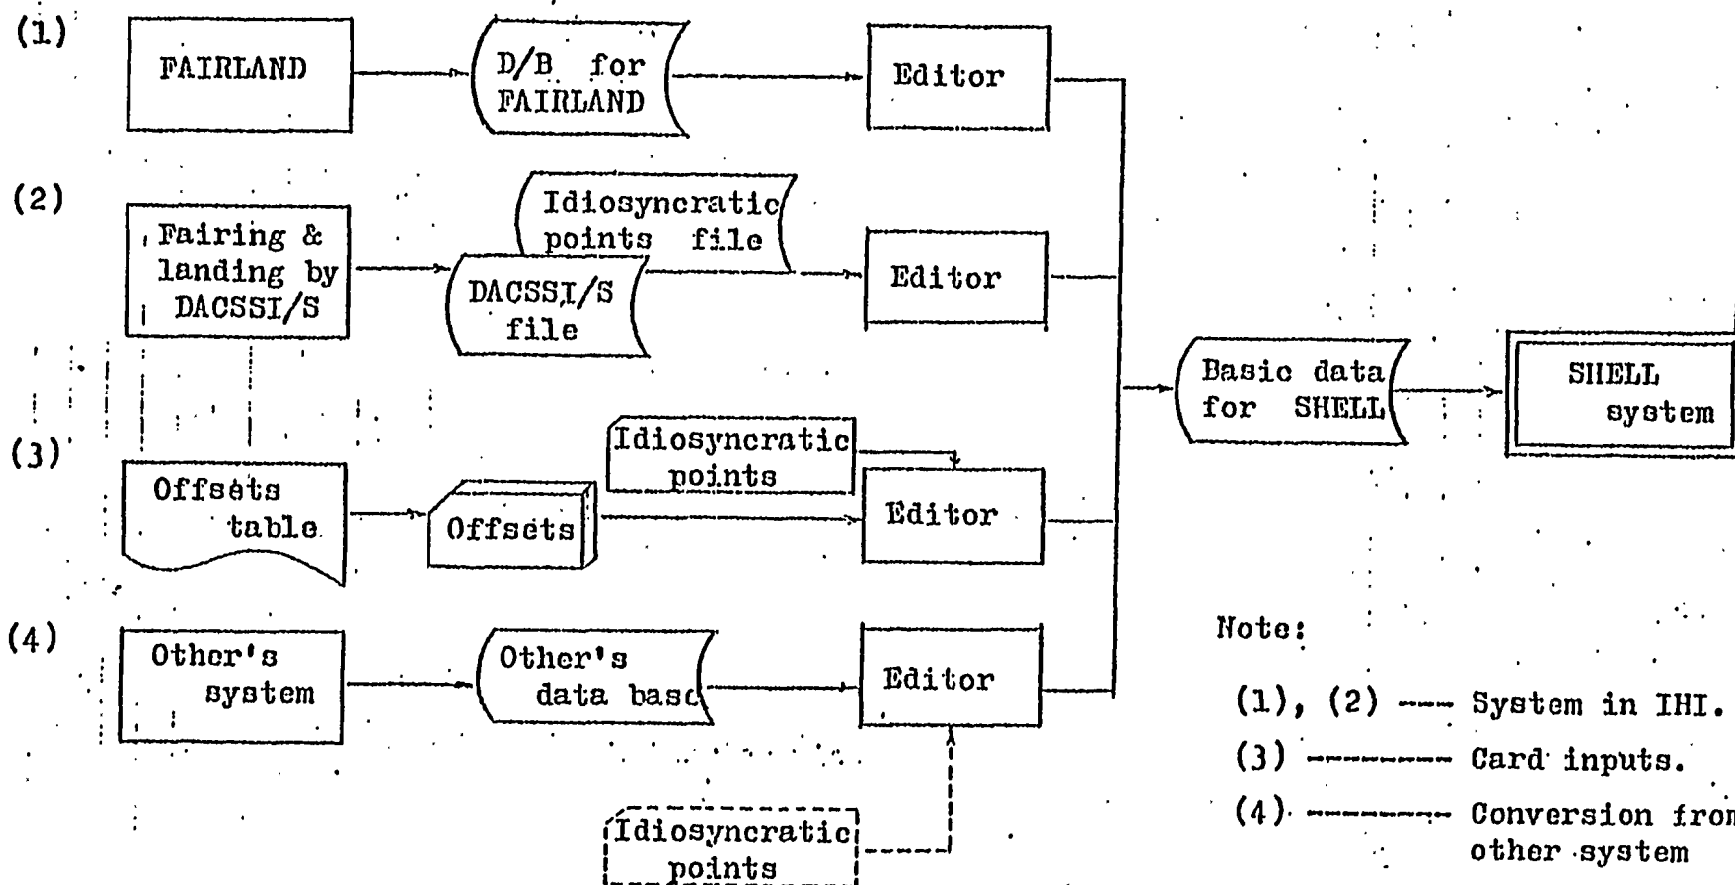 (1)
FAIRLAND
D/B for
FAIRLAND
Editor
(2)
Fairing &
landing by
DACSSI/S
Idiosyncratic
points file
DACSSI/S
file
Editor
Basic data
for SHELL
SHELL
system
(3)
Offsets
table
Offsets
Idiosyncratic
points
Editor
(4)
Other's
system
Other's
data base
Editor
Idiosyncratic
points
Note:
(1), (2) ---- System in IHI.
(3) --------- Card inputs.
(4) --------- Conversion from
other system